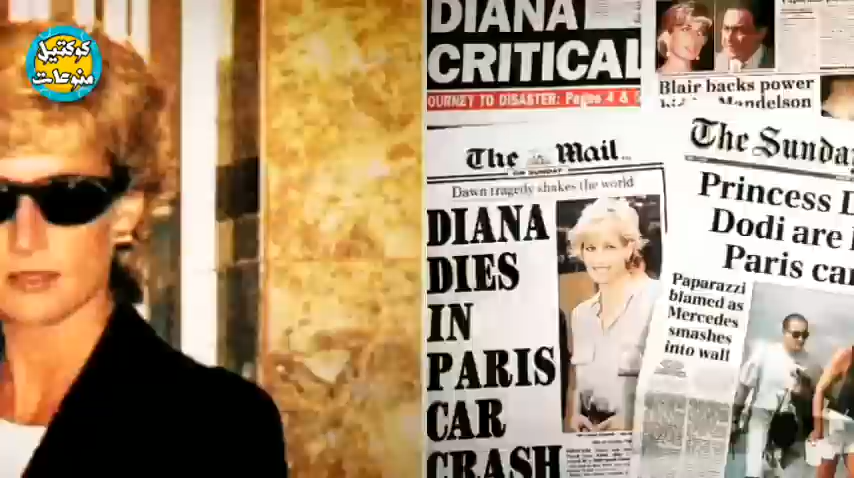 كوكتيل
منوعات
DIANA
CRITICAL
OURNEY TO DISASTER: Pages 4 &
Blair backs power
Mandelson
The Mail
ON SUNDAY
Dawn tragedy shakes the world
DIANA
DIES
IN
PARIS
CAR
CRASH
The Sunday
Princess
Dodi are
Paris
Paparazzi
blamed as
Mercedes
smashes
into wall